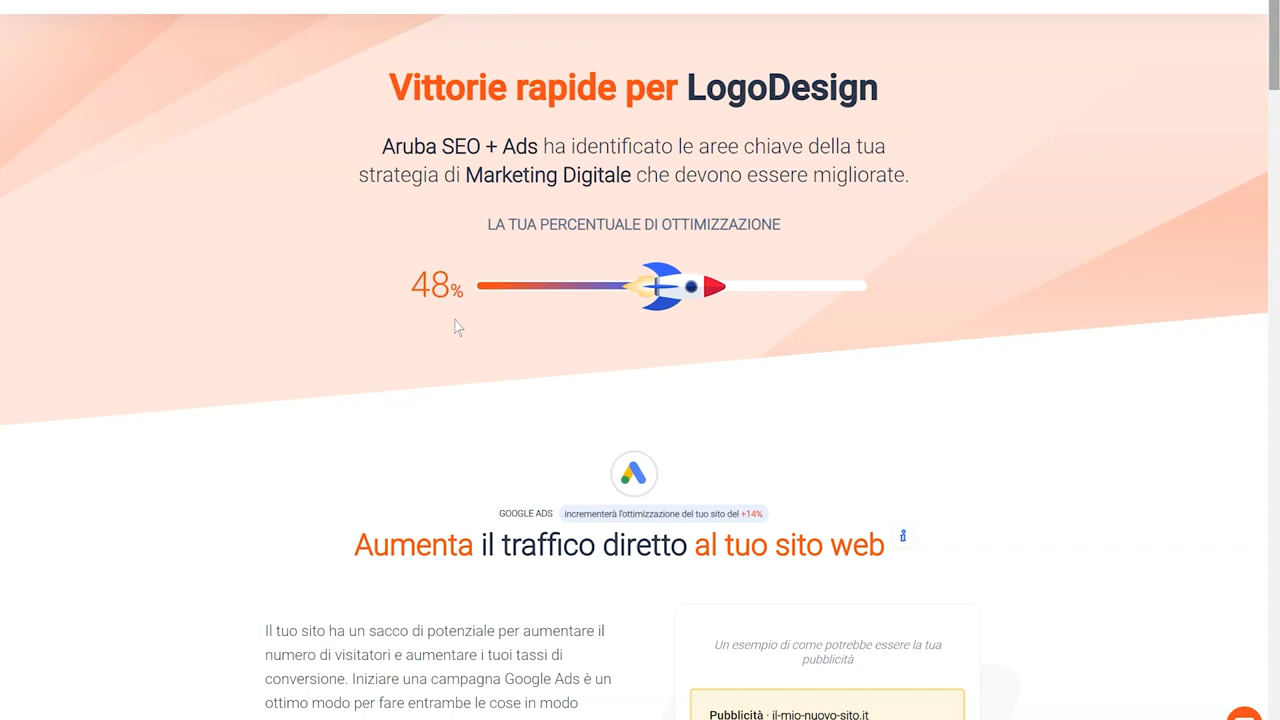 Vittorie rapide per LogoDesign
Aruba SEO + Ads ha identificato le aree chiave della tua
strategia di Marketing Digitale che devono essere migliorate.
LA TUA PERCENTUALE DI OTTIMIZZAZIONE
48%
GOOGLE ADS incrementerà l'ottimizzazione del tuo sito del +14%
Aumenta il traffico diretto al tuo sito web
Il tuo sito ha un sacco di potenziale per aumentare il
numero di visitatori e aumentare i tuoi tassi di
conversione. Iniziare una campagna Google Ads è un
ottimo modo per fare entrambe le cose in modo
Un esempio di come potrebbe essere la tua
pubblicità
Pubblicità · il-mio-nuovo-sito.it